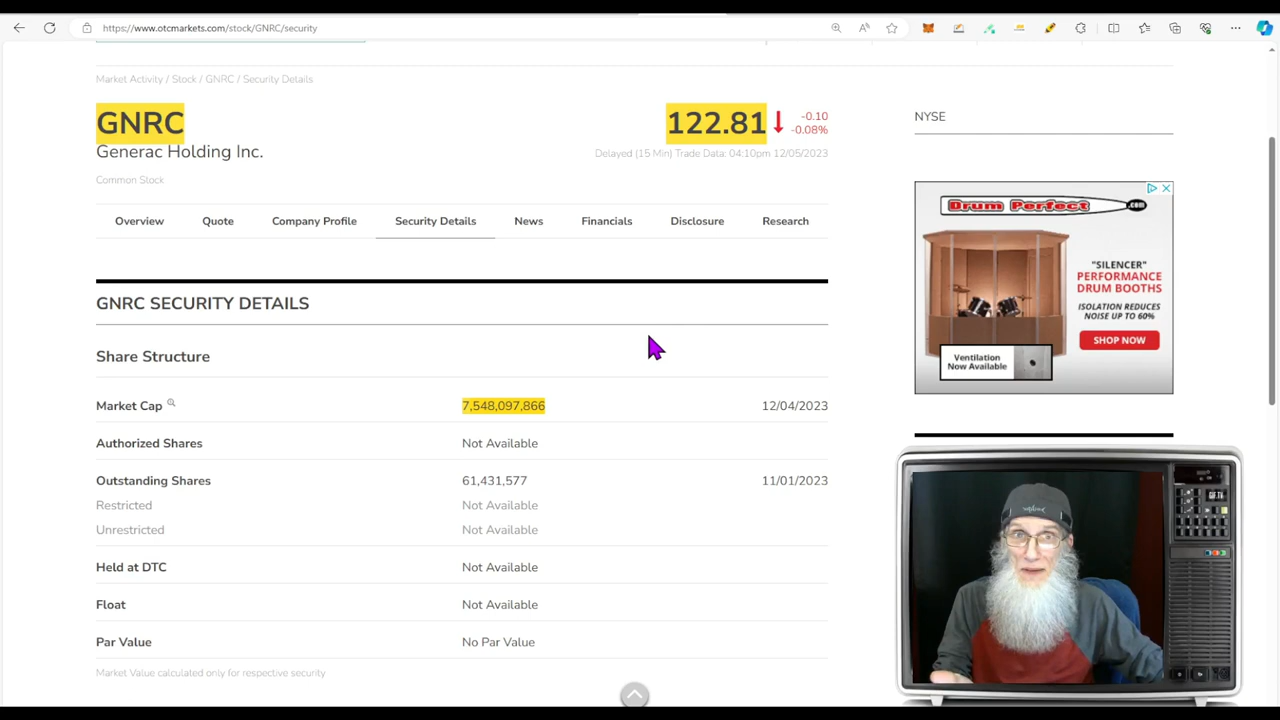 https://www.otcmarkets.com/stock/GNRC/security
Market Activity / Stock / GNRC / Security Details
GNRC
122.81
-0.10
-0.08%
Generac Holding Inc.
Delayed (15 Min) Trade Data: 04:10pm 12/05/2023
Common Stock
NYSE
Overview Quote Company Profile Security Details News Financials Disclosure Research
Drum Perfect
"SILENCER"
PERFORMANCE
DRUM BOOTHS
ISOLATION REDUCES
NOISE UP TO 60%
SHOP NOW
Ventilation
Now Available
GNRC SECURITY DETAILS
Share Structure
Market Cap 7,548,097,866 12/04/2023
Authorized Shares Not Available
Outstanding Shares 61,431,577 11/01/2023
Restricted Not Available
Unrestricted Not Available
Held at DTC Not Available
Float Not Available
Par Value No Par Value
Market Value calculated only for respective security